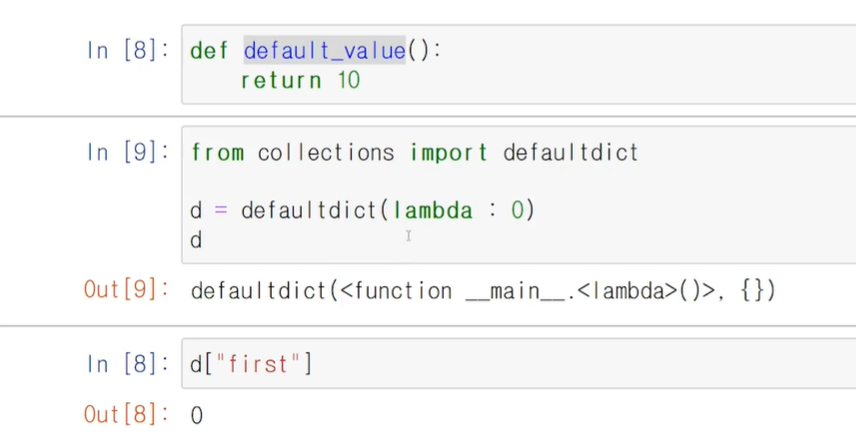 In [8]: def default_value():
    return 10
In [9]: from collections import defaultdict
d = defaultdict(lambda : 0)
d
Out[9]: defaultdict(<function __main__.<lambda>()>, {})
In [8]: d["first"]
Out[8]: 0